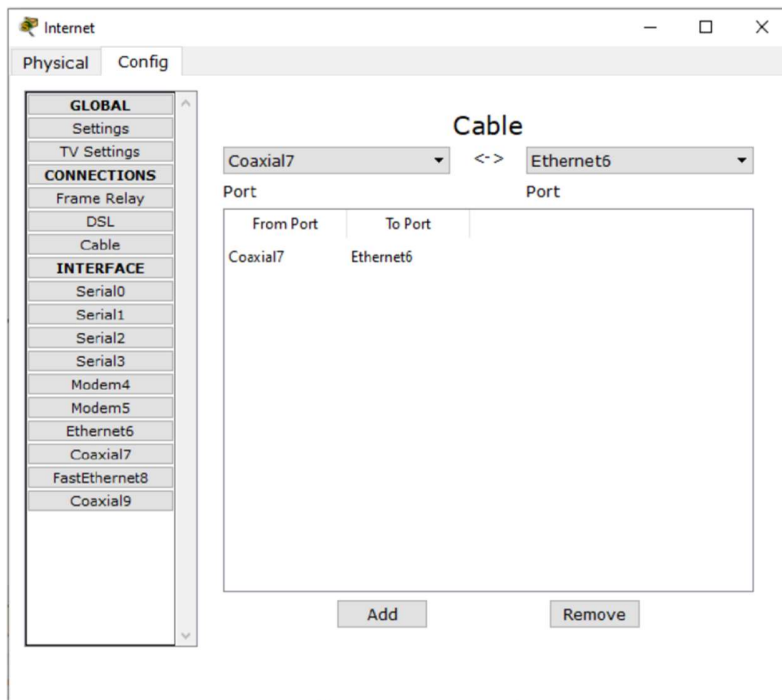 Internet
Physical Config
GLOBAL
Settings
TV Settings
CONNECTIONS
Frame Relay
DSL
Cable
INTERFACE
Serial0
Serial1
Serial2
Serial3
Modem4
Modem5
Ethernet6
Coaxial7
FastEthernet8
Coaxial9
Cable
Coaxial7 <-> Ethernet6
Port Port
From Port To Port
Coaxial7 Ethernet6
Add Remove